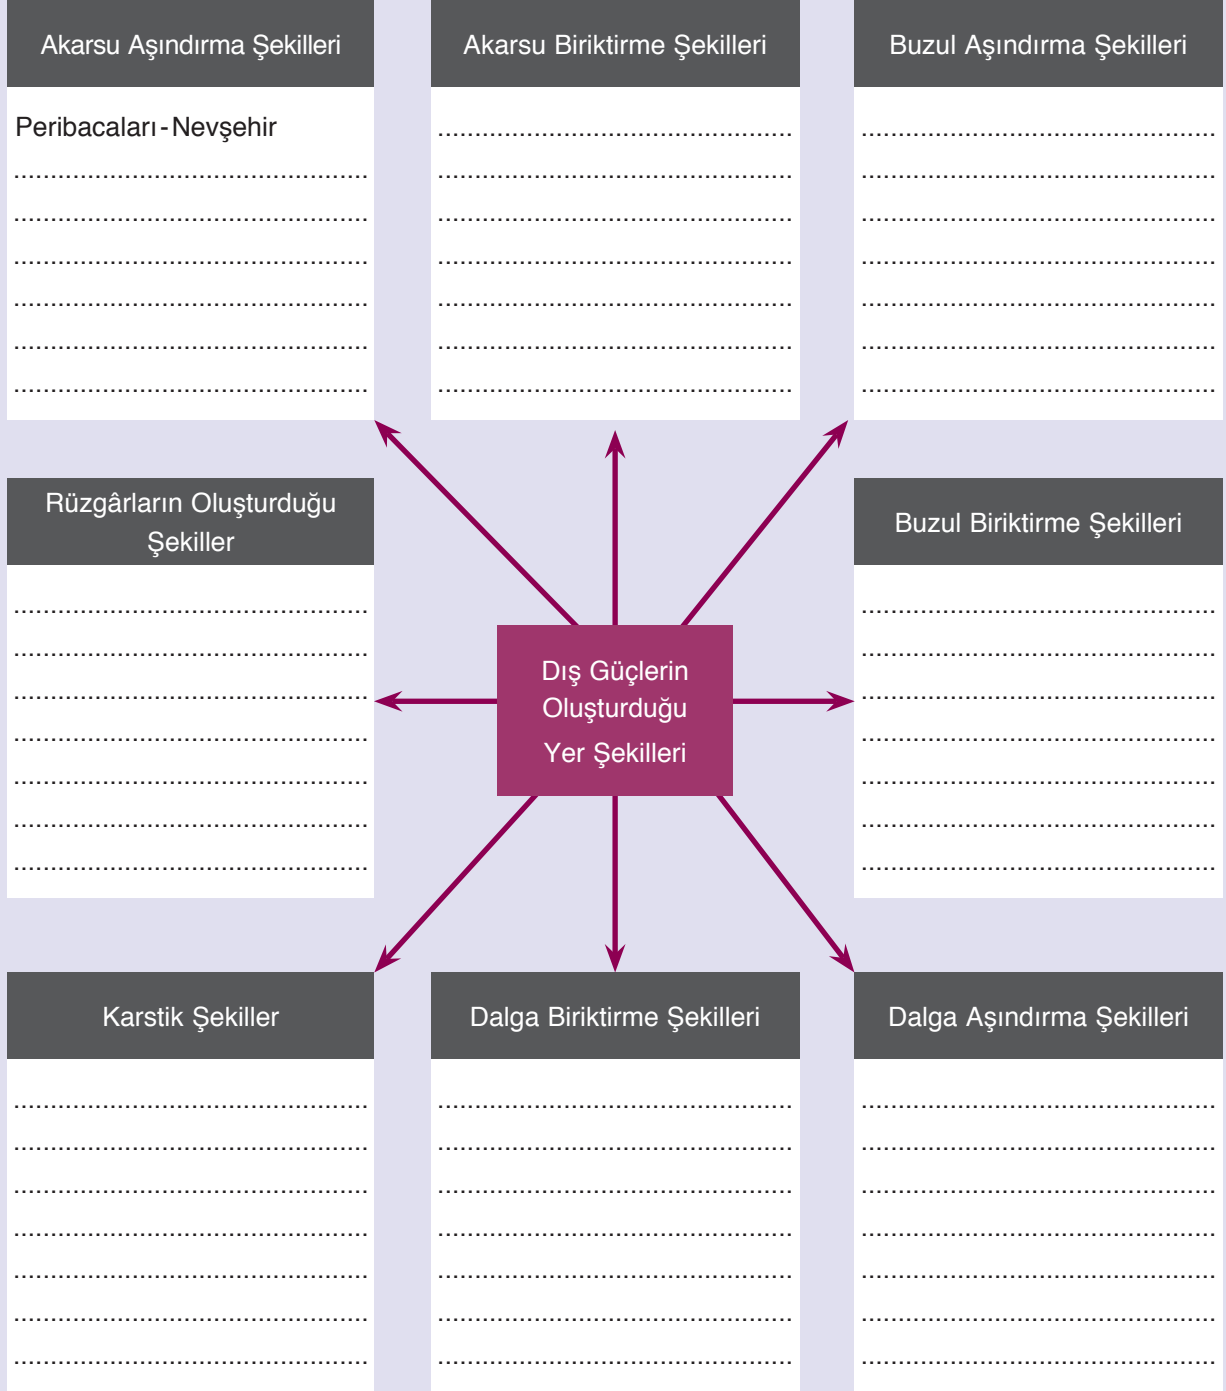 Akarsu Aşındırma Şekilleri
Peribacaları - Nevşehir
Akarsu Biriktirme Şekilleri
Buzul Aşındırma Şekilleri
Rüzgârların Oluşturduğu
Şekiller
Dış Güçlerin
Oluşturduğu
Yer Şekilleri
Buzul Biriktirme Şekilleri
Karstik Şekiller
Dalga Biriktirme Şekilleri
Dalga Aşındırma Şekilleri